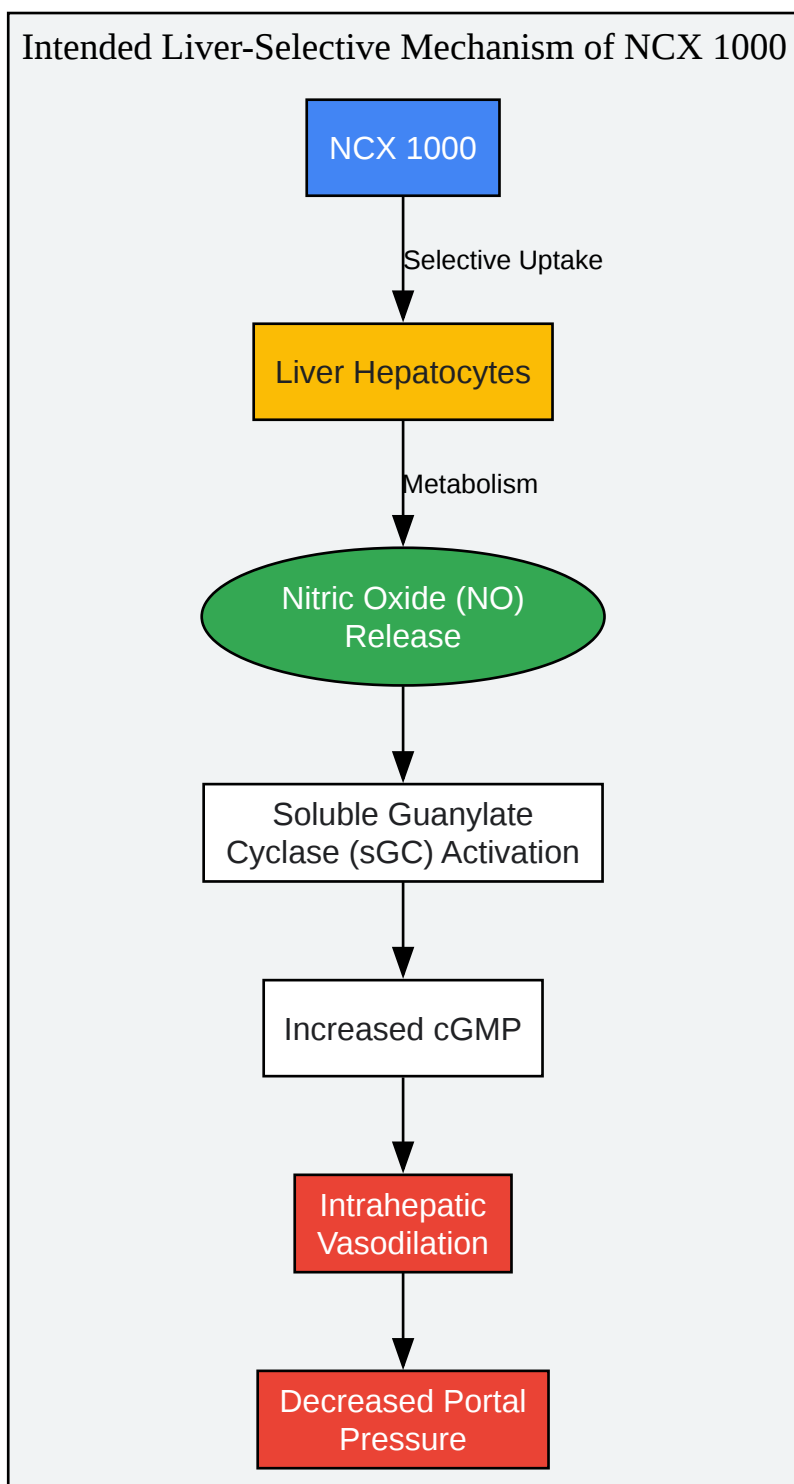 Intended Liver-Selective Mechanism of NCX 1000
NCX 1000
Selective Uptake
Liver Hepatocytes
Metabolism
Nitric Oxide (NO)
Release
Soluble Guanylate
Cyclase (sGC) Activation
Increased cGMP
Intrahepatic
Vasodilation
Decreased Portal
Pressure